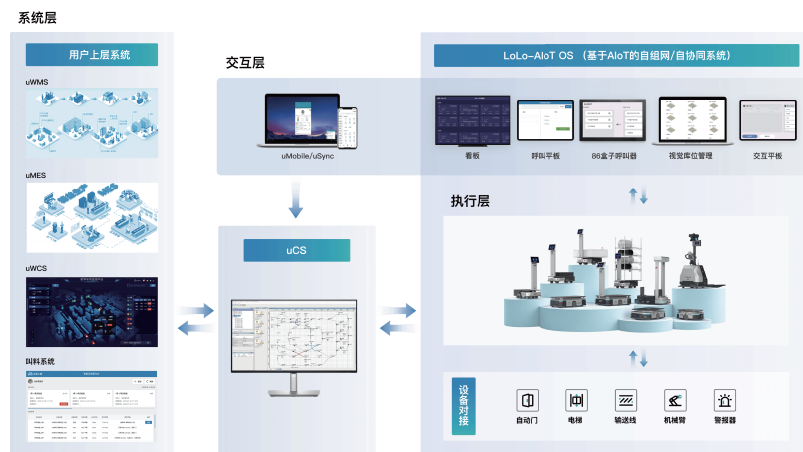 系统层
用户上层系统
uWMS
uMES
uWCS
叫料系统
交互层
uMobile/uSync
uCS
LoLo-AIoT OS （基于AIoT的自组网/自协同系统）
看板
呼叫平板
86盒子呼叫器
视觉库位管理
交互平板
执行层
设备对接
自动门
电梯
输送线
机械臂
警报器